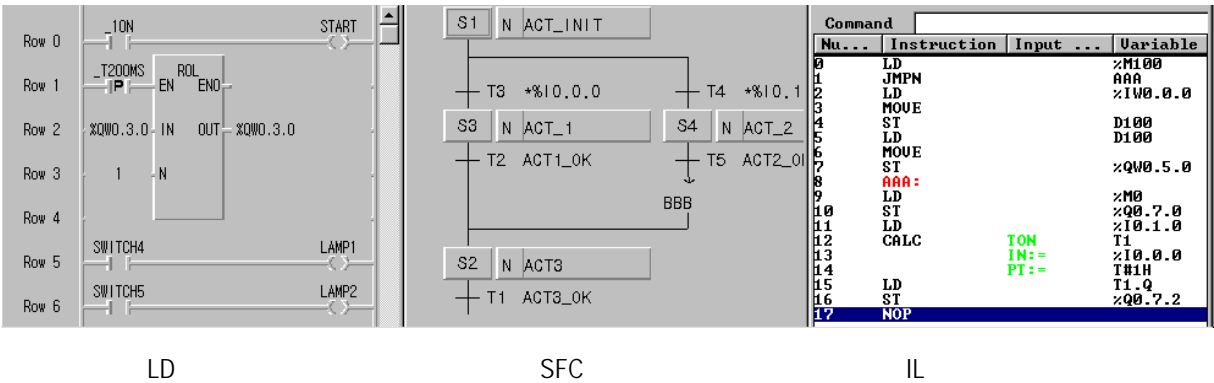 Row 0
_1ON START
Row 1
_T200MS ROL
P EN ENO
Row 2
%QW0.3.0 IN OUT %QW0.3.0
Row 3
1 N
Row 4
Row 5
SWITCH4 LAMP1
Row 6
SWITCH5 LAMP2
LD
S1 N ACT_INIT
T3 *%I0.0.0 T4 *%I0.1
S3 N ACT_1 S4 N ACT_2
T2 ACT1_OK T5
BBB
S2 N ACT3
T1 ACT3_OK
SFC
Command
Nu... Instruction Input ... Variable
0 LD %M100
1 JMPN AAA
2 LD %IW0.0.0
3 MOVE
4 ST D100
5 LD D100
6 MOVE
7 ST %QW0.5.0
8 AAA:
9 LD %M0
10 ST %Q0.7.0
11 LD %I0.1.0
12 CALC TON T1
13 IN:= %I0.0.0
14 PT:= T#1H
15 LD T1.Q
16 ST %Q0.7.2
17 NOP
IL